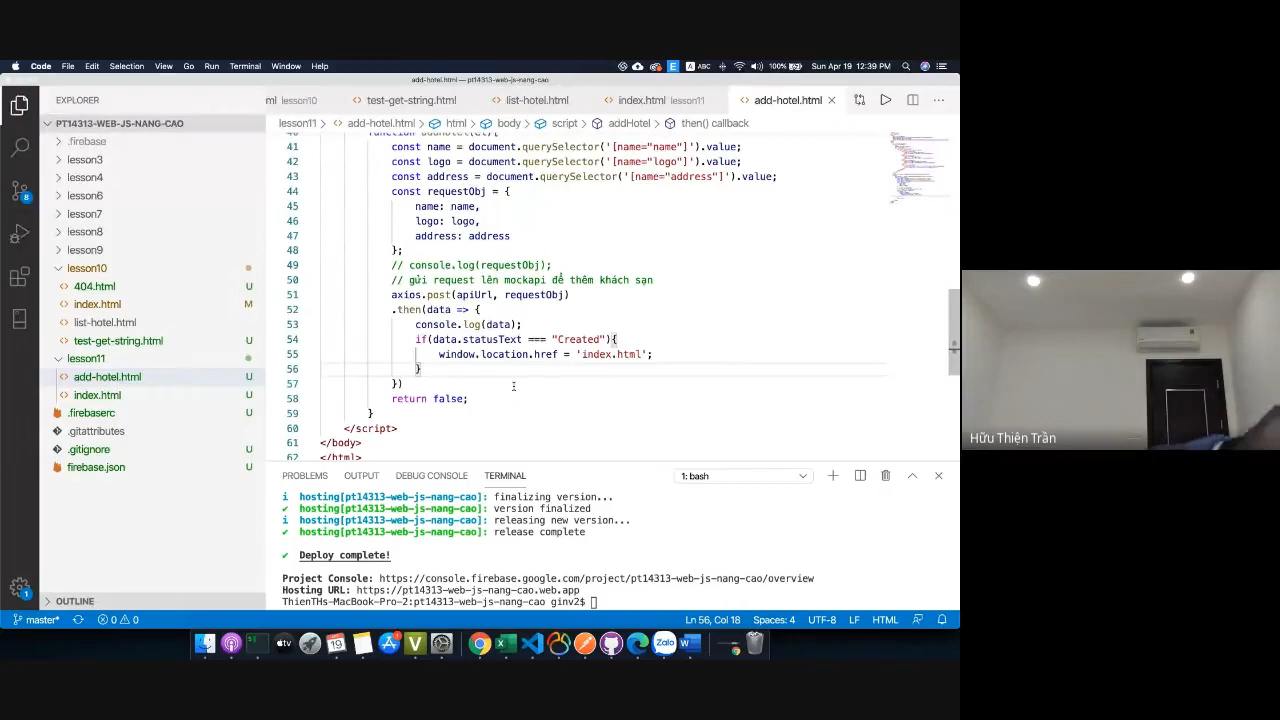 Code File Edit Selection View Go Run Terminal Window Help
ABC 100% Sun Apr 19 12:39 PM
add-hotel.html — pt14313-web-js-nang-cao
EXPLORER
ml lesson10 test-get-string.html list-hotel.html index.html lesson11 add-hotel.html
PT14313-WEB-JS-NANG-CAO
lesson11 > add-hotel.html > html > body > script > addHotel > then() callback
.firebase
lesson3
lesson4
lesson6
lesson7
lesson8
lesson9
lesson10
404.html U
index.html M
list-hotel.html
test-get-string.html U
lesson11
add-hotel.html U
index.html U
.firebaserc U
.gitattributes
.gitignore U
firebase.json U
OUTLINE
41 const name = document.querySelector('[name="name"]').value;
42 const logo = document.querySelector('[name="logo"]').value;
43 const address = document.querySelector('[name="address"]').value;
44 const requestObj = {
45 name: name,
46 logo: logo,
47 address: address
48 };
49 // console.log(requestObj);
50 // gửi request lên mockapi để thêm khách sạn
51 axios.post(apiUrl, requestObj)
52 .then(data => {
53 console.log(data);
54 if(data.statusText === "Created"){
55 window.location.href = 'index.html';
56 }
57 })
58 return false;
59 }
60 </script>
61 </body>
62 </html>
PROBLEMS OUTPUT DEBUG CONSOLE TERMINAL 1: bash
i hosting[pt14313-web-js-nang-cao]: finalizing version...
✔ hosting[pt14313-web-js-nang-cao]: version finalized
i hosting[pt14313-web-js-nang-cao]: releasing new version...
✔ hosting[pt14313-web-js-nang-cao]: release complete
✔ Deploy complete!
Project Console: https://console.firebase.google.com/project/pt14313-web-js-nang-cao/overview
Hosting URL: https://pt14313-web-js-nang-cao.web.app
ThienTHs-MacBook-Pro-2:pt14313-web-js-nang-cao ginv2$
master* 0 0 Ln 56, Col 18 Spaces: 4 UTF-8 LF HTML
Hữu Thiện Trần
8
1
19
tv
Zalo